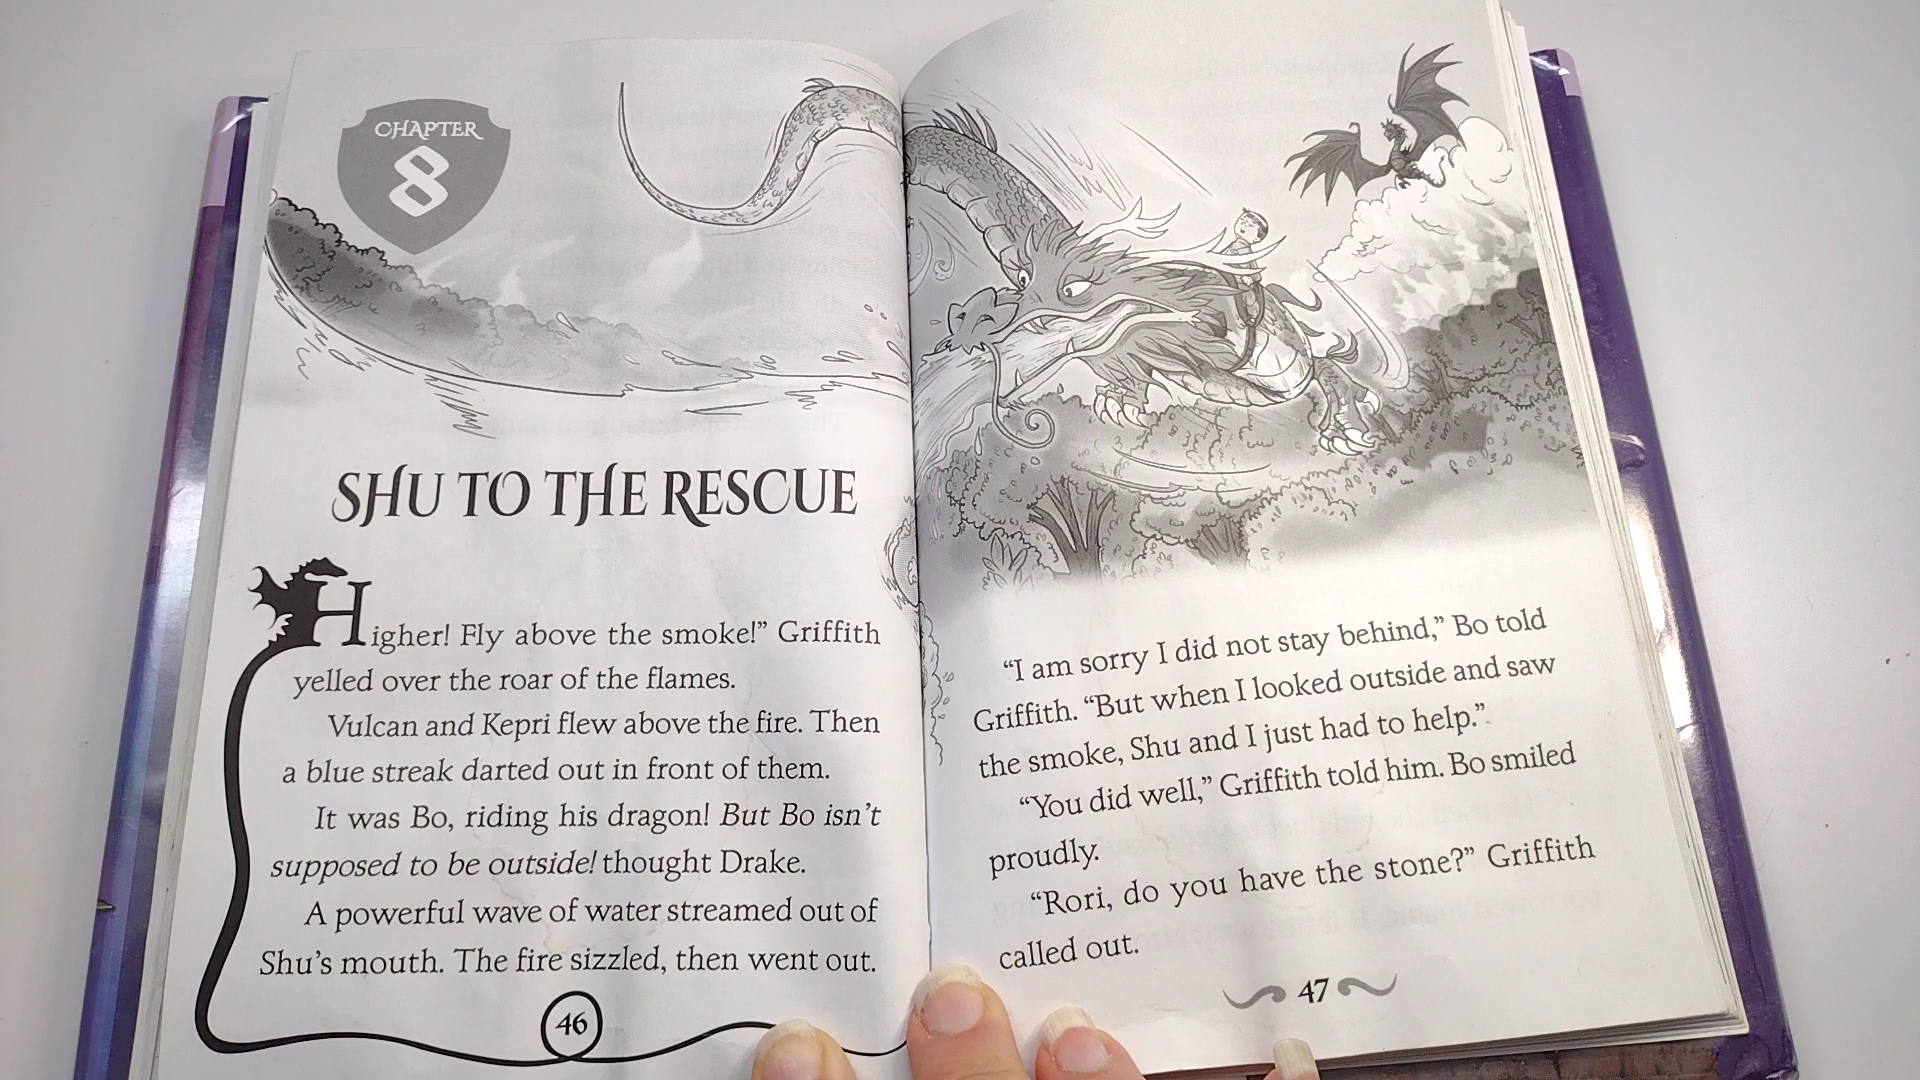 CHAPTER
8
SHU TO THE RESCUE
Higher! Fly above the smoke!” Griffith
yelled over the roar of the flames.
Vulcan and Kepri flew above the fire. Then
a blue streak darted out in front of them.
It was Bo, riding his dragon! But Bo isn’t
supposed to be outside! thought Drake.
A powerful wave of water streamed out of
Shu’s mouth. The fire sizzled, then went out.
46
“I am sorry I did not stay behind,” Bo told
Griffith. “But when I looked outside and saw
the smoke, Shu and I just had to help.”
“You did well,” Griffith told him. Bo smiled
proudly.
“Rori, do you have the stone?” Griffith
called out.
47